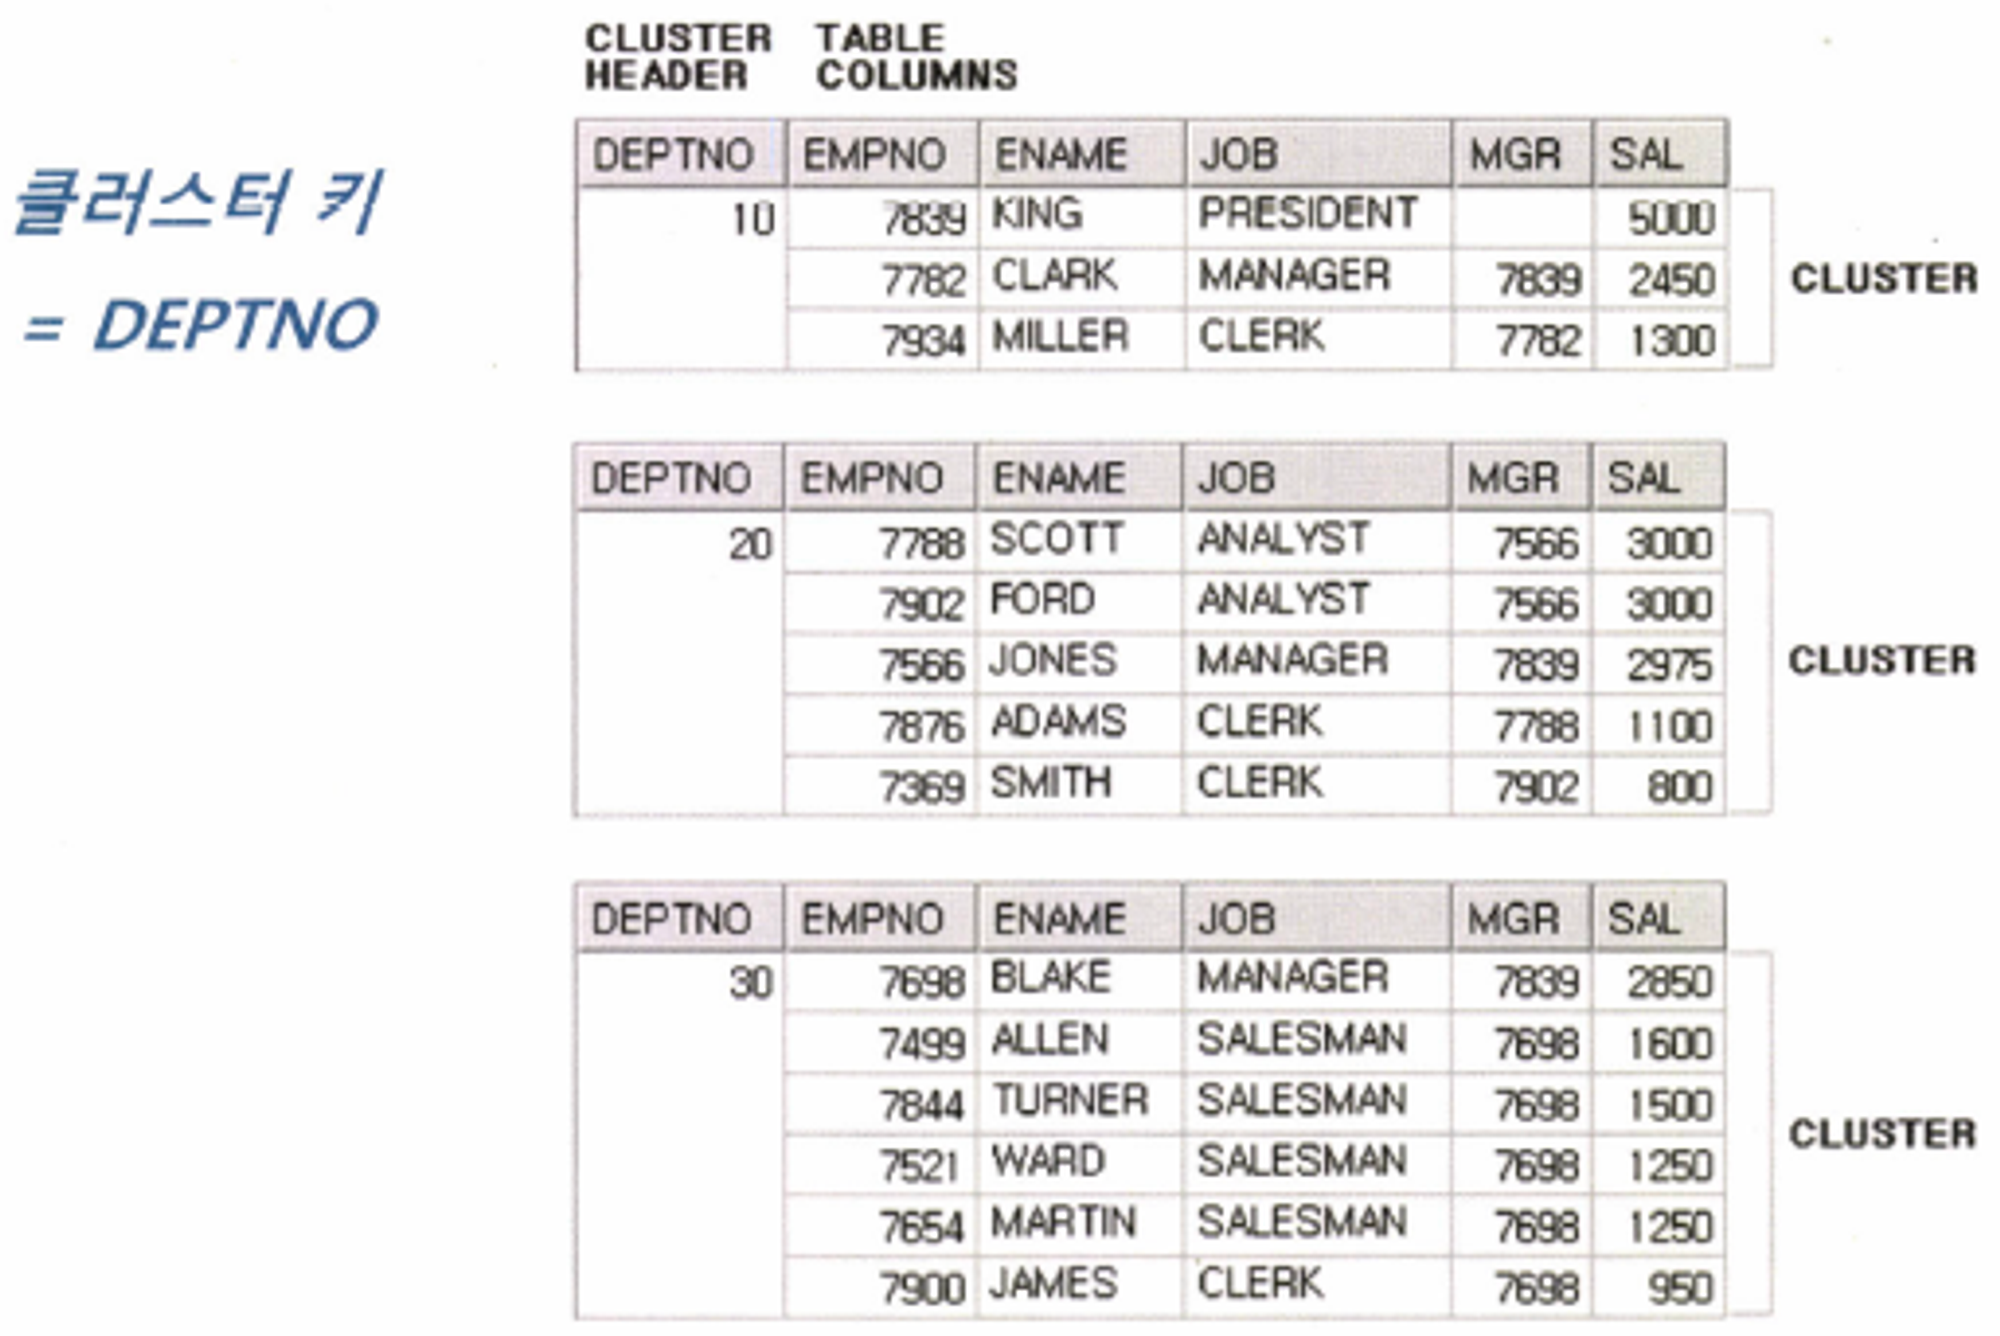 CLUSTER TABLE
HEADER COLUMNS
클러스터 키
= DEPTNO
DEPTNO EMPNO ENAME JOB MGR SAL
10 7839 KING PRESIDENT 5000
7782 CLARK MANAGER 7839 2450
CLUSTER
7934 MILLER CLERK 7782 1300
DEPTNO EMPNO ENAME JOB MGR SAL
20 7788 SCOTT ANALYST 7566 3000
7902 FORD ANALYST 7566 3000
7566 JONES MANAGER 7839 2975
CLUSTER
7876 ADAMS CLERK 7788 1100
7369 SMITH CLERK 7902 800
DEPTNO EMPNO ENAME JOB MGR SAL
30 7698 BLAKE MANAGER 7839 2850
7499 ALLEN SALESMAN 7698 1600
7844 TURNER SALESMAN 7698 1500
CLUSTER
7521 WARD SALESMAN 7698 1250
7654 MARTIN SALESMAN 7698 1250
7900 JAMES CLERK 7698 950